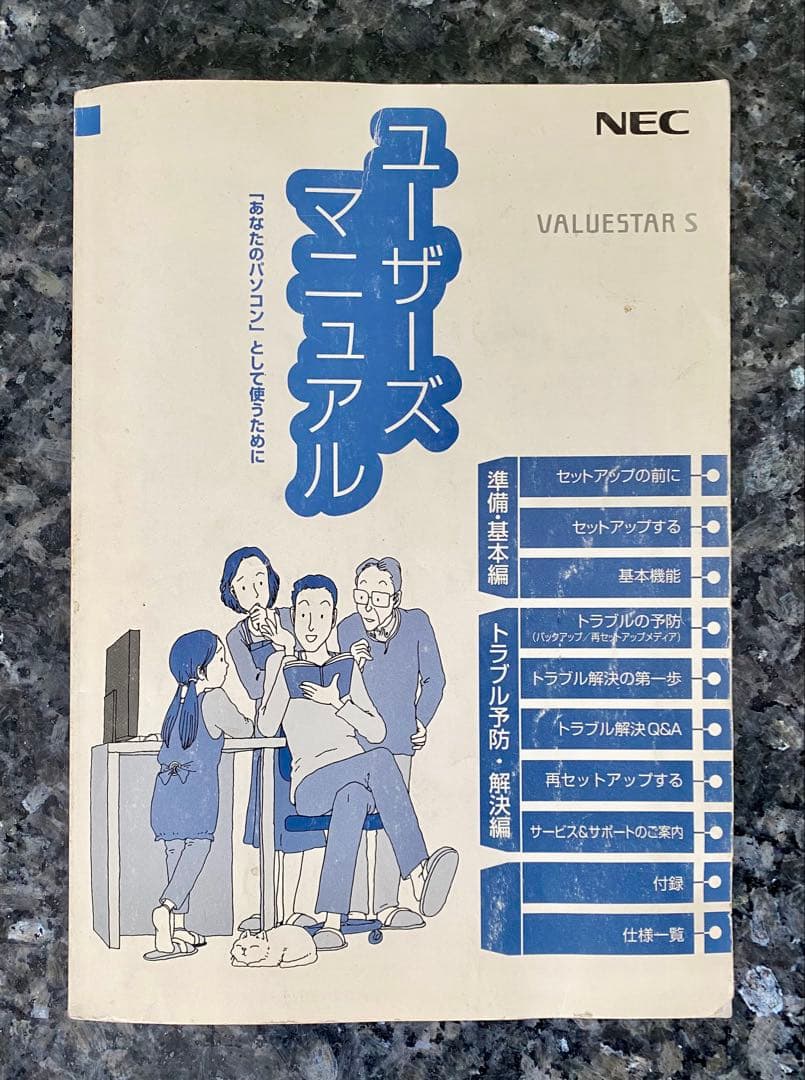 NEC
VALUESTAR S
ユーザーズ
マニュアル
「あなたのパソコン」として使うために
準備・基本編
セットアップの前に
セットアップする
基本機能
トラブル予防・解決編
トラブルの予防
(バックアップ/再セットアップメディア)
トラブル解決の第一歩
トラブル解決Q&A
再セットアップする
サービス&サポートのご案内
付録
仕様一覧